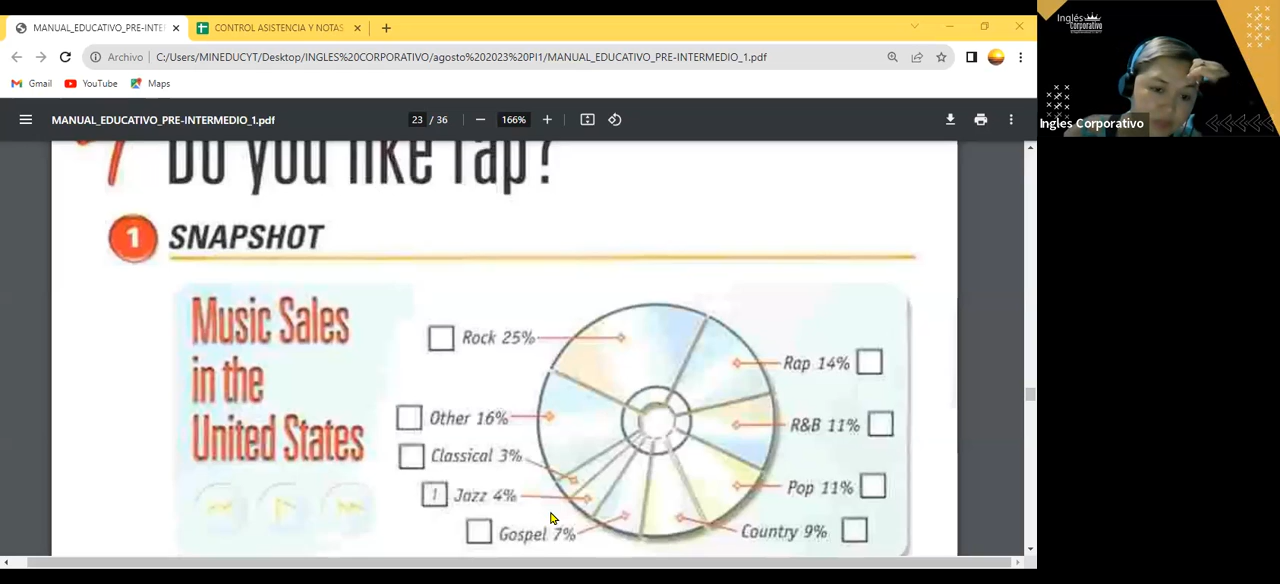 MANUAL_EDUCATIVO_PRE-INTER
CONTROL ASISTENCIA Y NOTAS
Archivo
C:/Users/MINEDUCYT/Desktop/INGLES%20CORPORATIVO/agosto%202023%20PI1/MANUAL_EDUCATIVO_PRE-INTERMEDIO_1.pdf
Gmail
YouTube
Maps
MANUAL_EDUCATIVO_PRE-INTERMEDIO_1.pdf
23 / 36
166%
Do you like rap?
1 SNAPSHOT
Music Sales
in the
United States
Rock 25%
Other 16%
Classical 3%
1 Jazz 4%
Gospel 7%
Rap 14%
R&B 11%
Pop 11%
Country 9%
Inglés
Corporativo
Ingles Corporativo